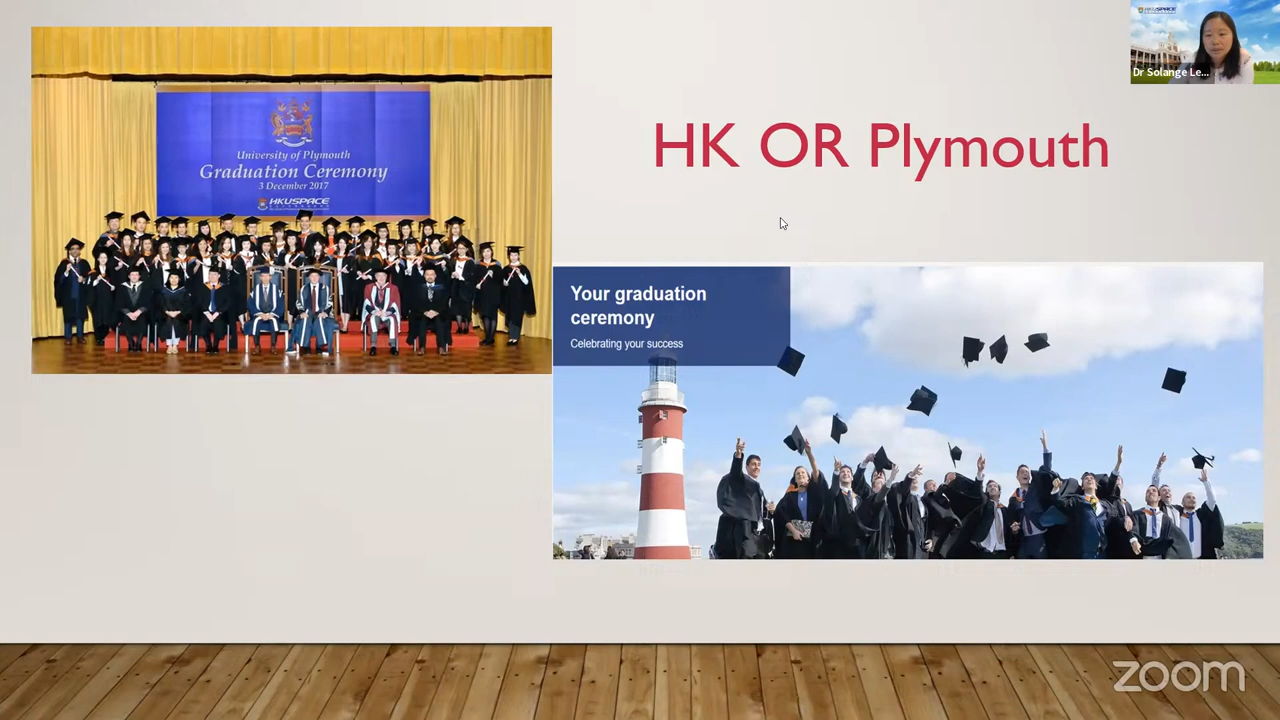 HKUSPACE
Dr Solange Le...
HK OR Plymouth
University of Plymouth
Graduation Ceremony
3 December 2017
HKUSPACE
Your graduation
ceremony
Celebrating your success
zoom